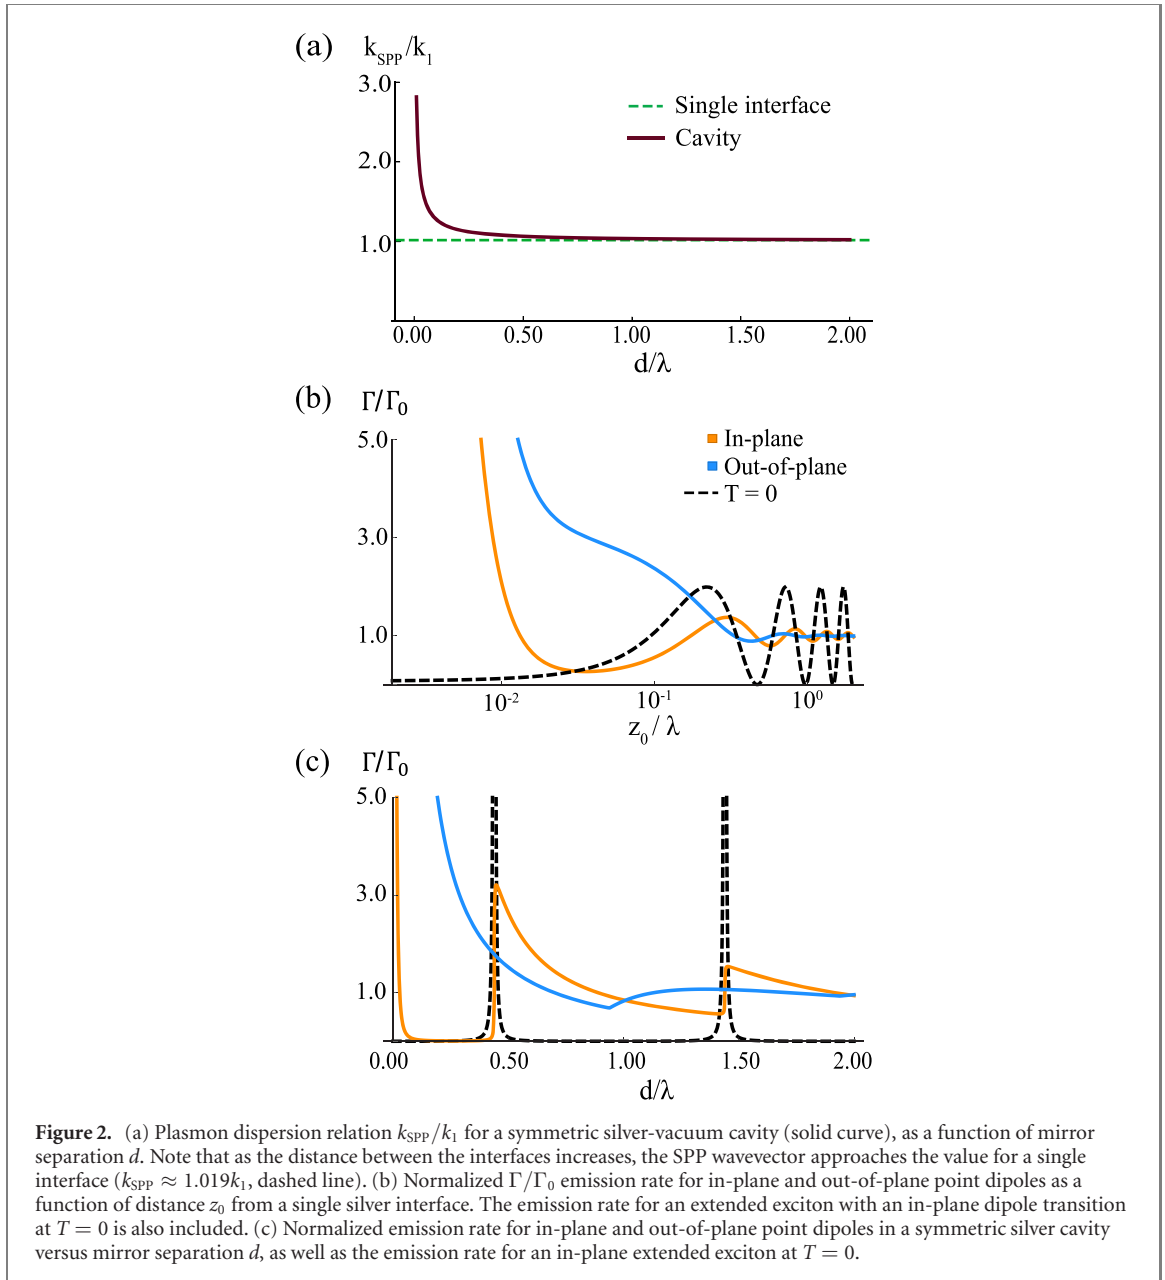 (a) k_SPP/k_1
3.0
Single interface
Cavity
2.0
1.0
0.00 0.50 1.00 1.50 2.00
d/λ
(b) Γ/Γ_0
5.0
In-plane
Out-of-plane
T = 0
3.0
1.0
10^-2 10^-1 10^0
z_0 / λ
(c) Γ/Γ_0
5.0
3.0
1.0
0.00 0.50 1.00 1.50 2.00
d/λ
Figure 2. (a) Plasmon dispersion relation k_SPP/k_1 for a symmetric silver-vacuum cavity (solid curve), as a function of mirror
separation d. Note that as the distance between the interfaces increases, the SPP wavevector approaches the value for a single
interface (k_SPP ≈ 1.019k_1, dashed line). (b) Normalized Γ/Γ_0 emission rate for in-plane and out-of-plane point dipoles as a
function of distance z_0 from a single silver interface. The emission rate for an extended exciton with an in-plane dipole transition
at T = 0 is also included. (c) Normalized emission rate for in-plane and out-of-plane point dipoles in a symmetric silver cavity
versus mirror separation d, as well as the emission rate for an in-plane extended exciton at T = 0.